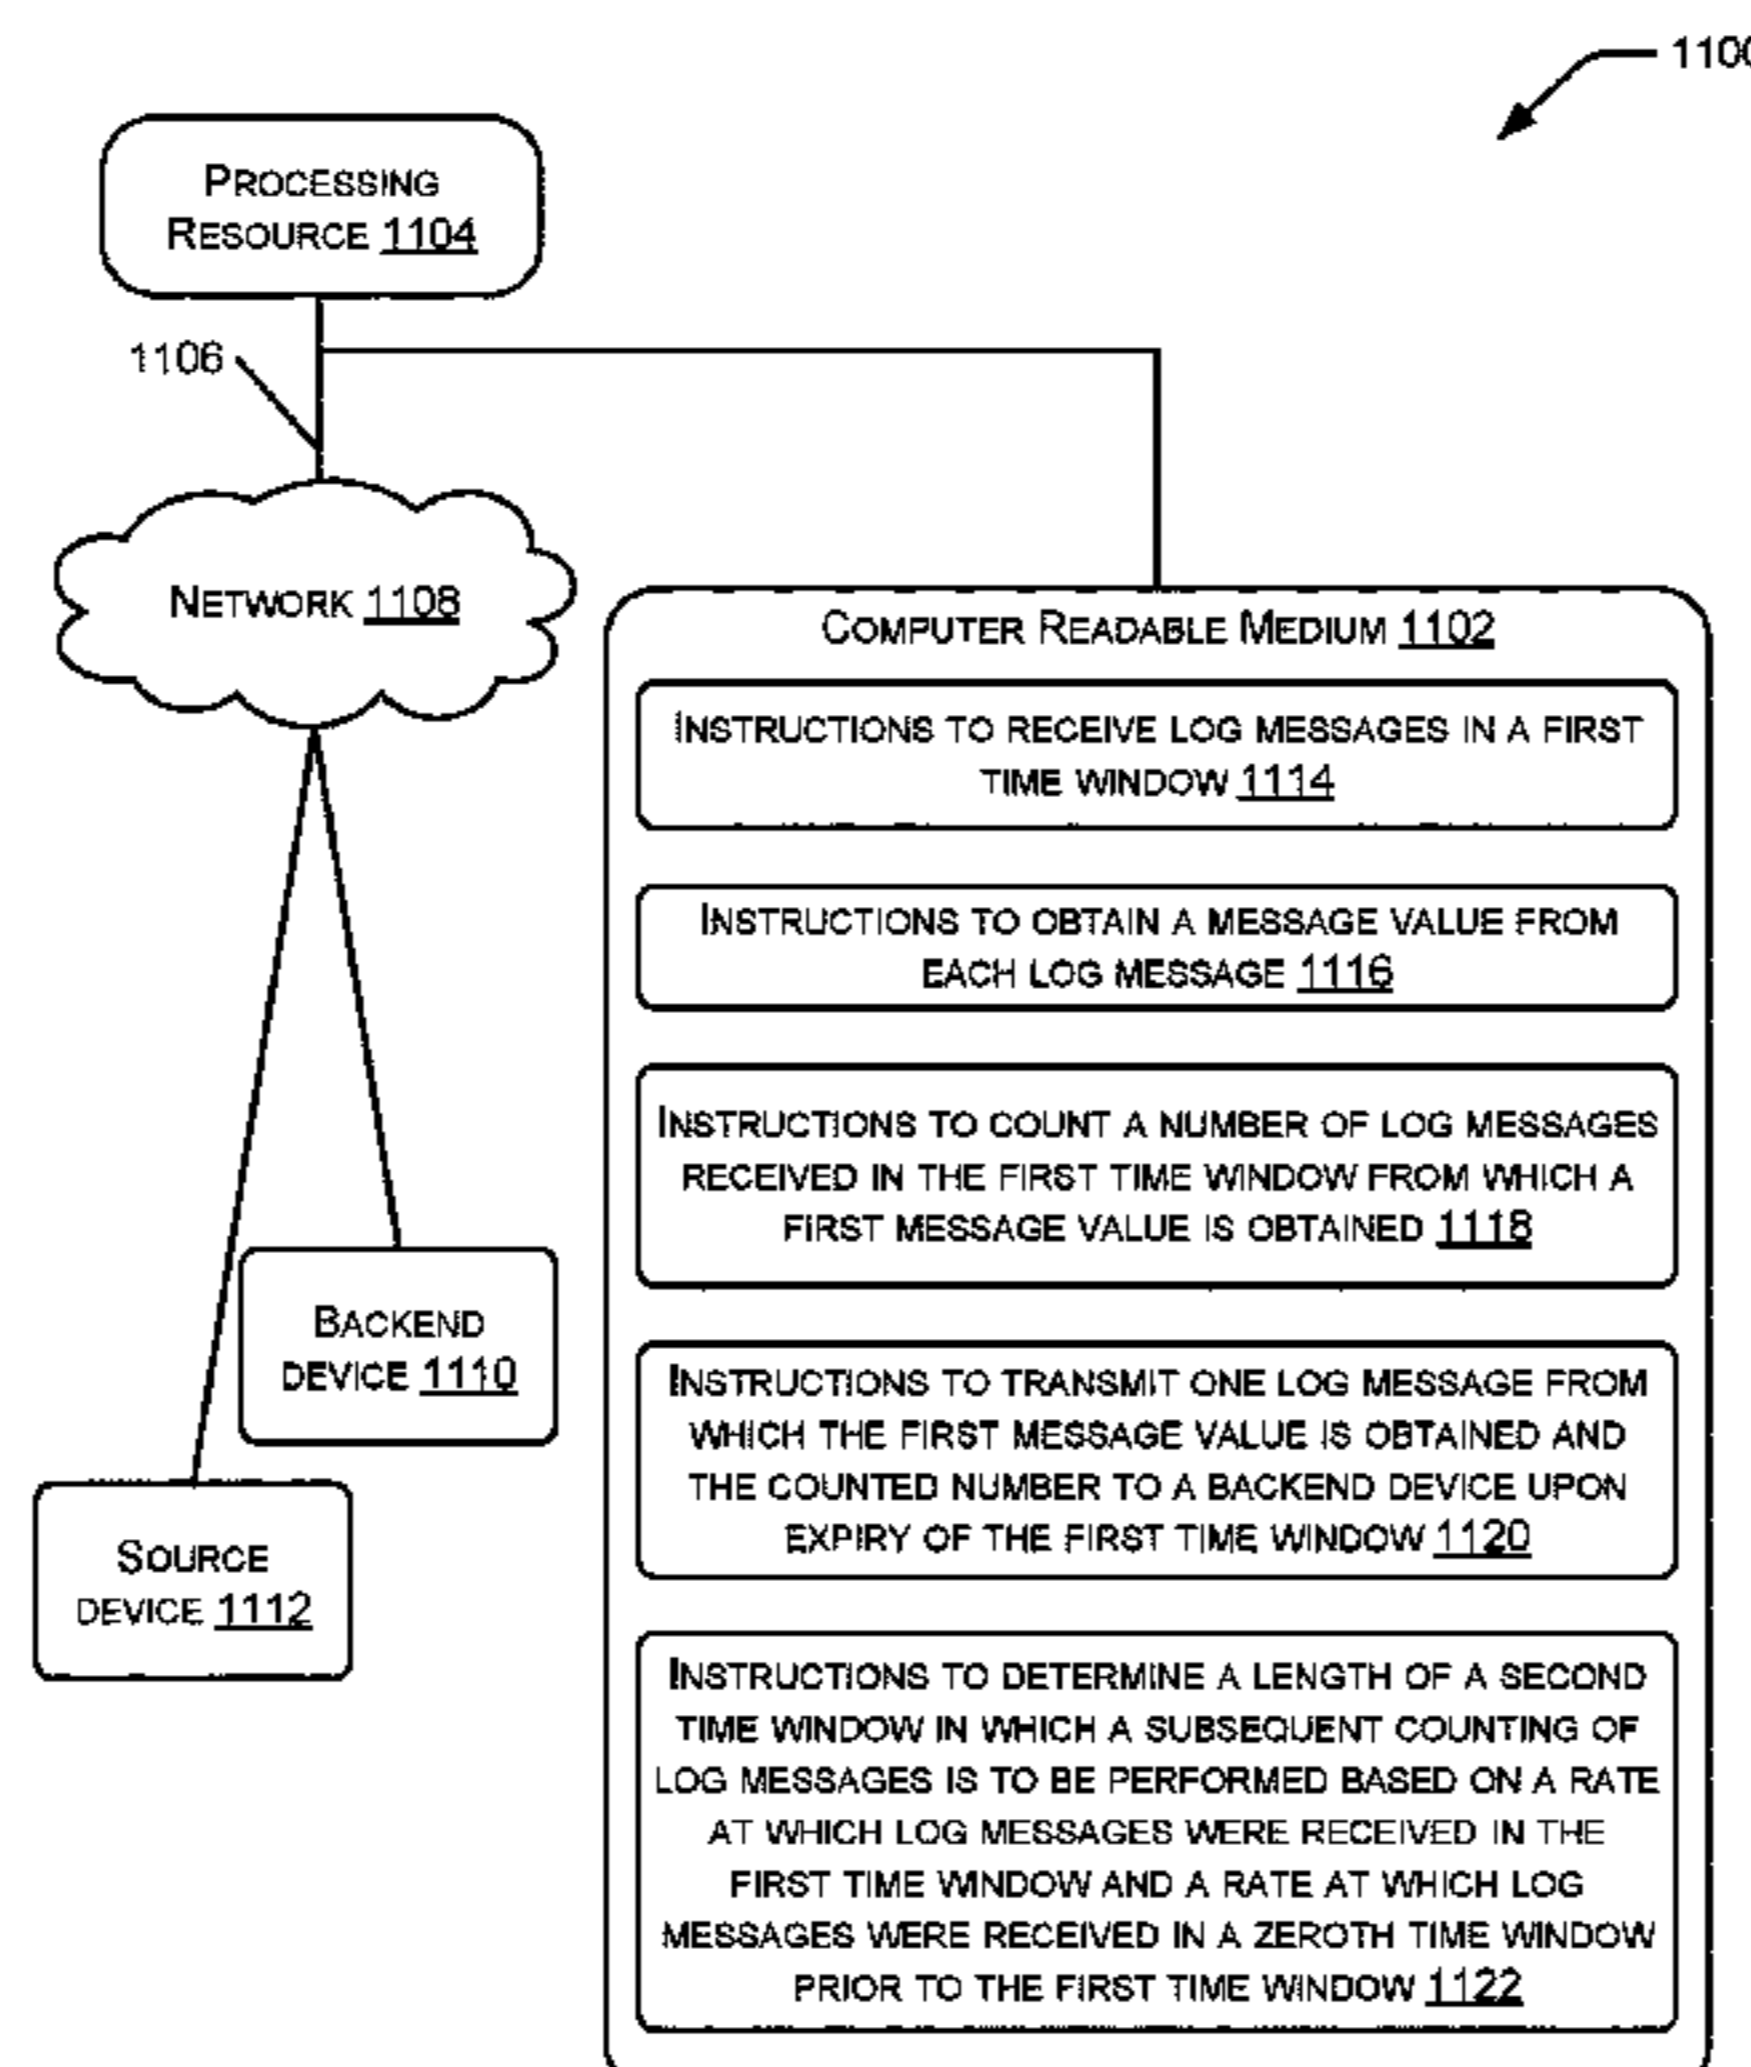 1100
PROCESSING
RESOURCE 1104
1106
NETWORK 1108
COMPUTER READABLE MEDIUM 1102
INSTRUCTIONS TO RECEIVE LOG MESSAGES IN A FIRST
TIME WINDOW 1114
INSTRUCTIONS TO OBTAIN A MESSAGE VALUE FROM
EACH LOG MESSAGE 1116
INSTRUCTIONS TO COUNT A NUMBER OF LOG MESSAGES
RECEIVED IN THE FIRST TIME WINDOW FROM WHICH A
FIRST MESSAGE VALUE IS OBTAINED 1118
BACKEND
DEVICE 1110
INSTRUCTIONS TO TRANSMIT ONE LOG MESSAGE FROM
WHICH THE FIRST MESSAGE VALUE IS OBTAINED AND
THE COUNTED NUMBER TO A BACKEND DEVICE UPON
EXPIRY OF THE FIRST TIME WINDOW 1120
SOURCE
DEVICE 1112
INSTRUCTIONS TO DETERMINE A LENGTH OF A SECOND
TIME WINDOW IN WHICH A SUBSEQUENT COUNTING OF
LOG MESSAGES IS TO BE PERFORMED BASED ON A RATE
AT WHICH LOG MESSAGES WERE RECEIVED IN THE
FIRST TIME WINDOW AND A RATE AT WHICH LOG
MESSAGES WERE RECEIVED IN A ZEROTH TIME WINDOW
PRIOR TO THE FIRST TIME WINDOW 1122